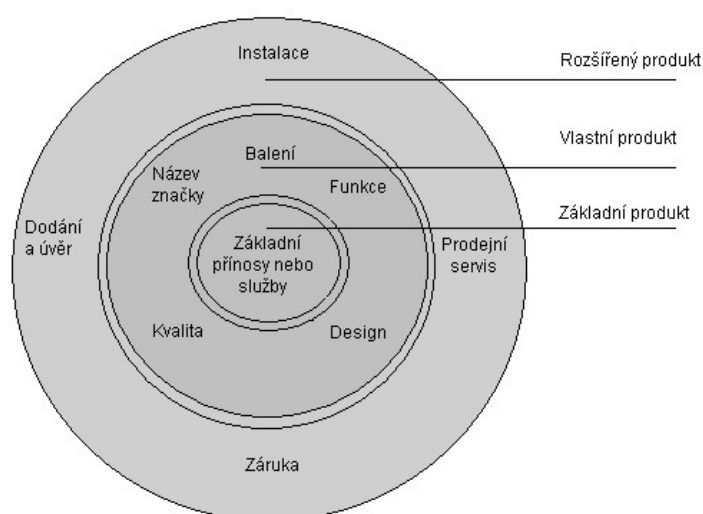 Instalace
Rozšířený produkt
Vlastní produkt
Balení
Název
značky
Funkce
Základní produkt
Dodání
a úvěr
Základní
přínosy nebo
služby
Prodejní
servis
Kvalita
Design
Záruka